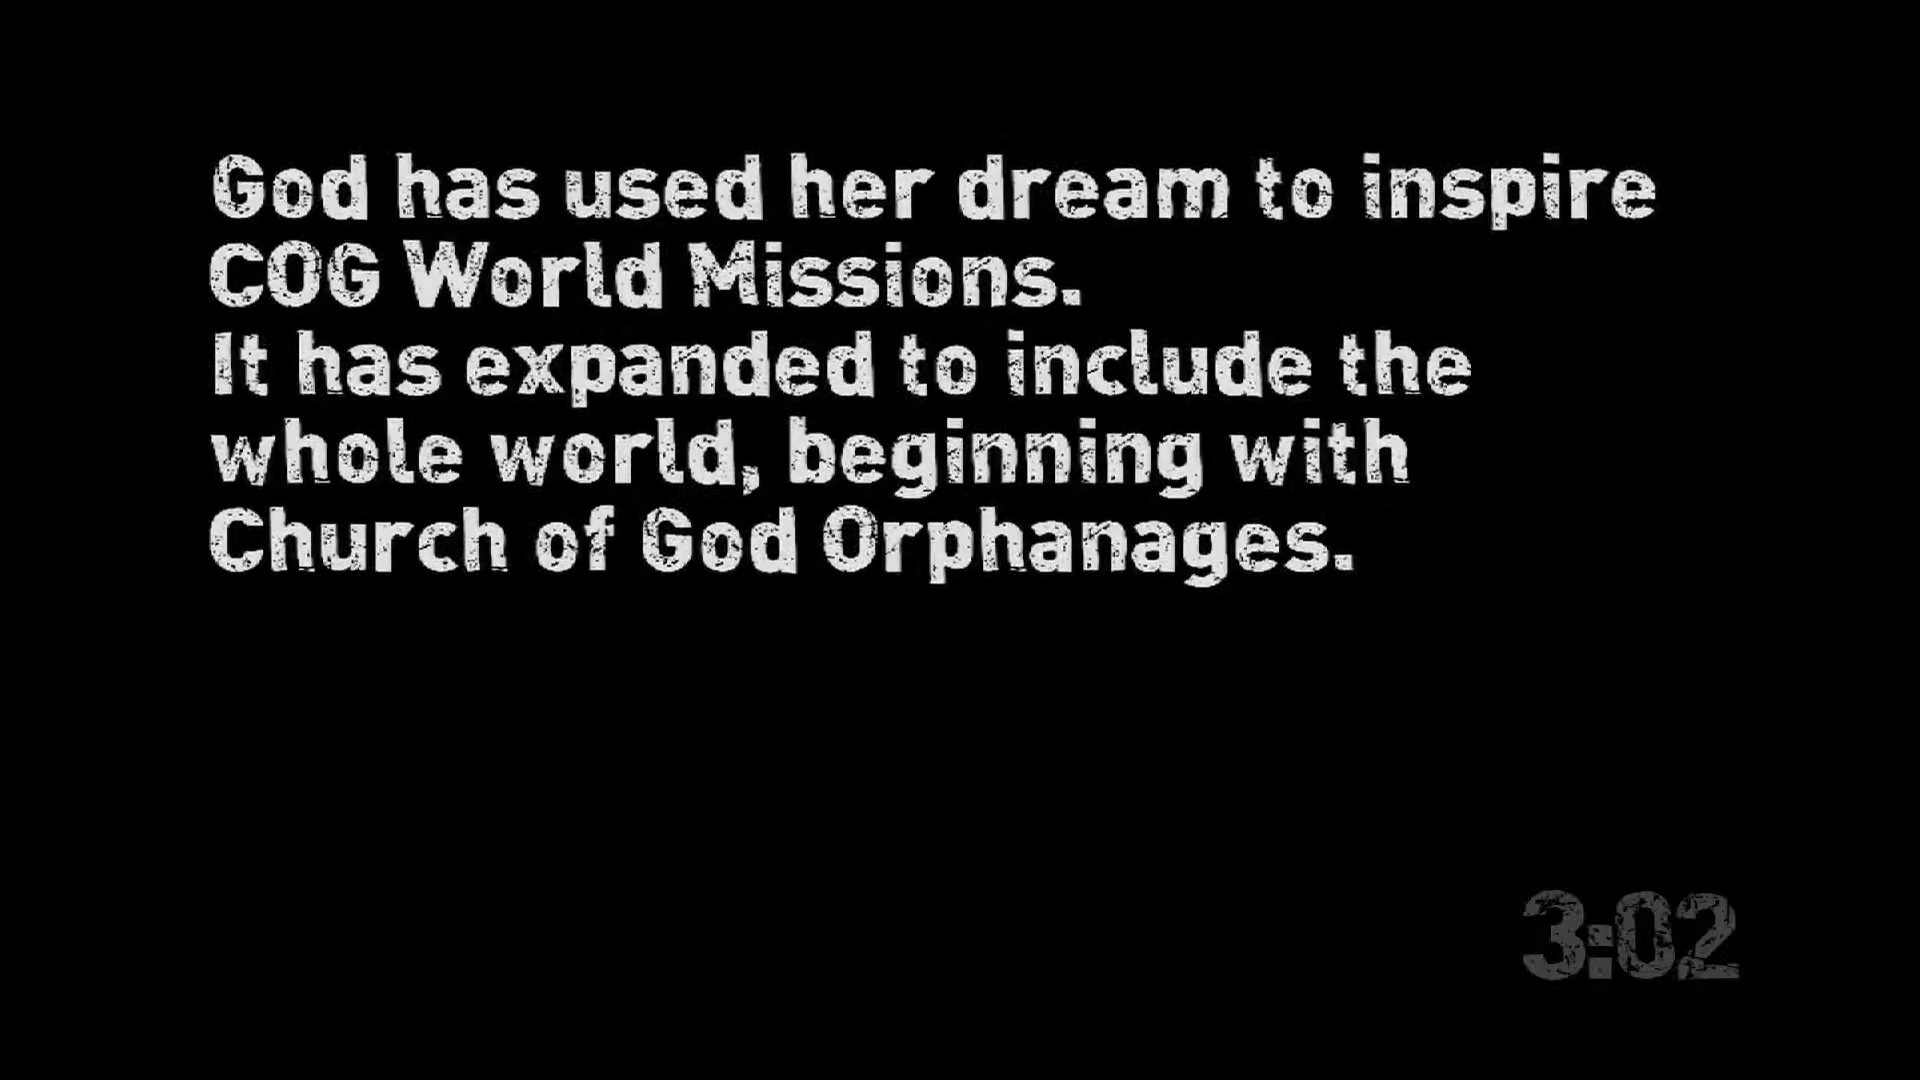 God has used her dream to inspire
COG World Missions.
It has expanded to include the
whole world, beginning with
Church of God Orphanages.
3:02